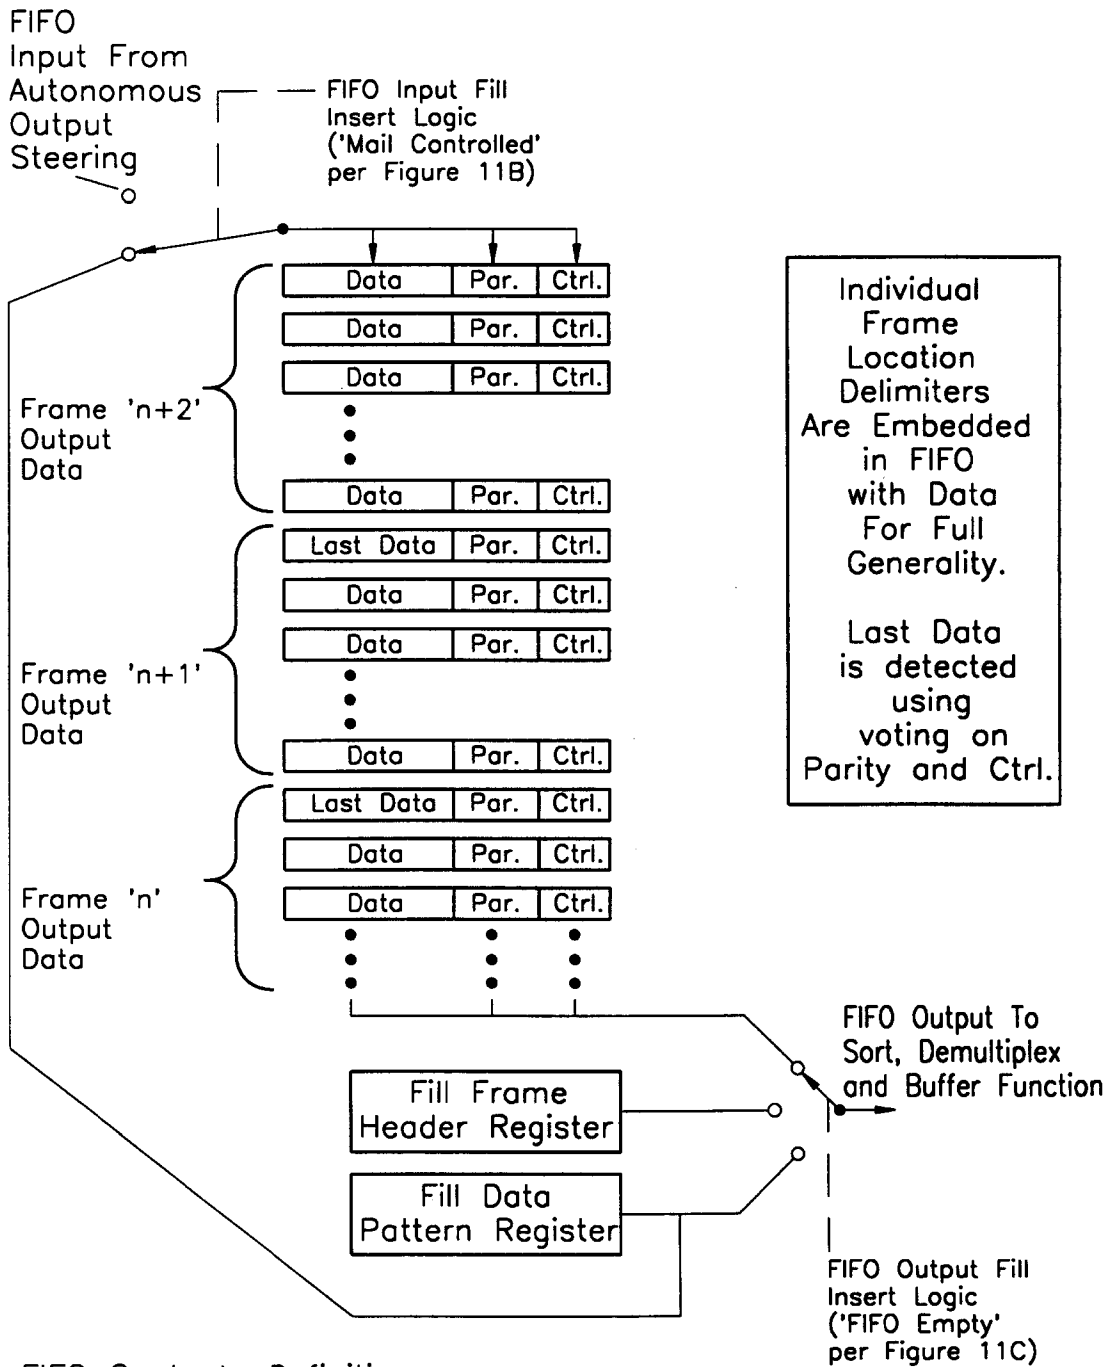 FIFO
Input From
Autonomous
Output
Steering
FIFO Input Fill
Insert Logic
('Mail Controlled'
per Figure 11B)
Data Par. Ctrl.
Data Par. Ctrl.
Data Par. Ctrl.
Frame 'n+2'
Output
Data
Data Par. Ctrl.
Last Data Par. Ctrl.
Data Par. Ctrl.
Data Par. Ctrl.
Frame 'n+1'
Output
Data
Data Par. Ctrl.
Last Data Par. Ctrl.
Data Par. Ctrl.
Data Par. Ctrl.
Frame 'n'
Output
Data
Individual
Frame
Location
Delimiters
Are Embedded
in FIFO
with Data
For Full
Generality.
Last Data
is detected
using
voting on
Parity and Ctrl.
FIFO Output To
Sort, Demultiplex
and Buffer Function
Fill Frame
Header Register
Fill Data
Pattern Register
FIFO Output Fill
Insert Logic
('FIFO Empty'
per Figure 11C)
FIFO